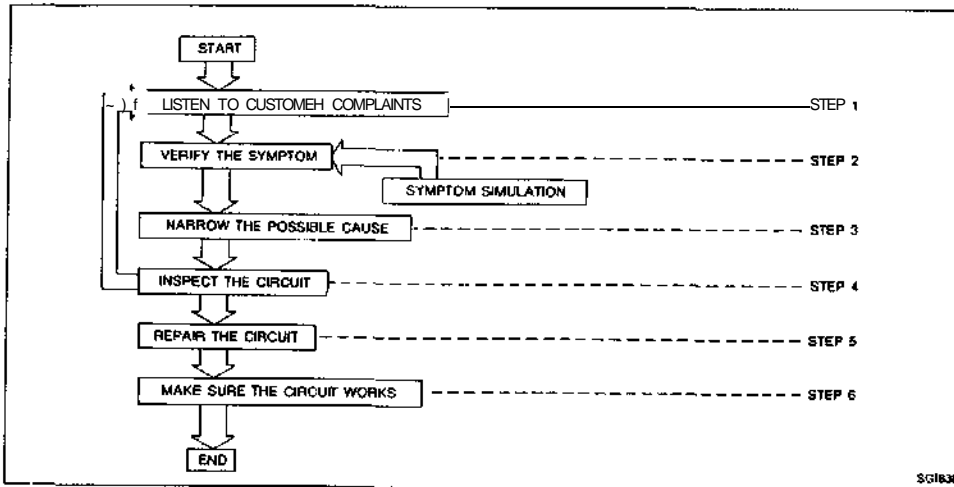 START
~ ) f LISTEN TO CUSTOMEH COMPLAINTS STEP 1
VERIFY THE SYMPTOM STEP 2
SYMPTOM SIMULATION
NARROW THE POSSIBLE CAUSE STEP 3
INSPECT THE CIRCUIT STEP 4
REPAIR THE CIRCUIT STEP 5
MAKE SURE THE CIRCUIT WORKS STEP 6
END